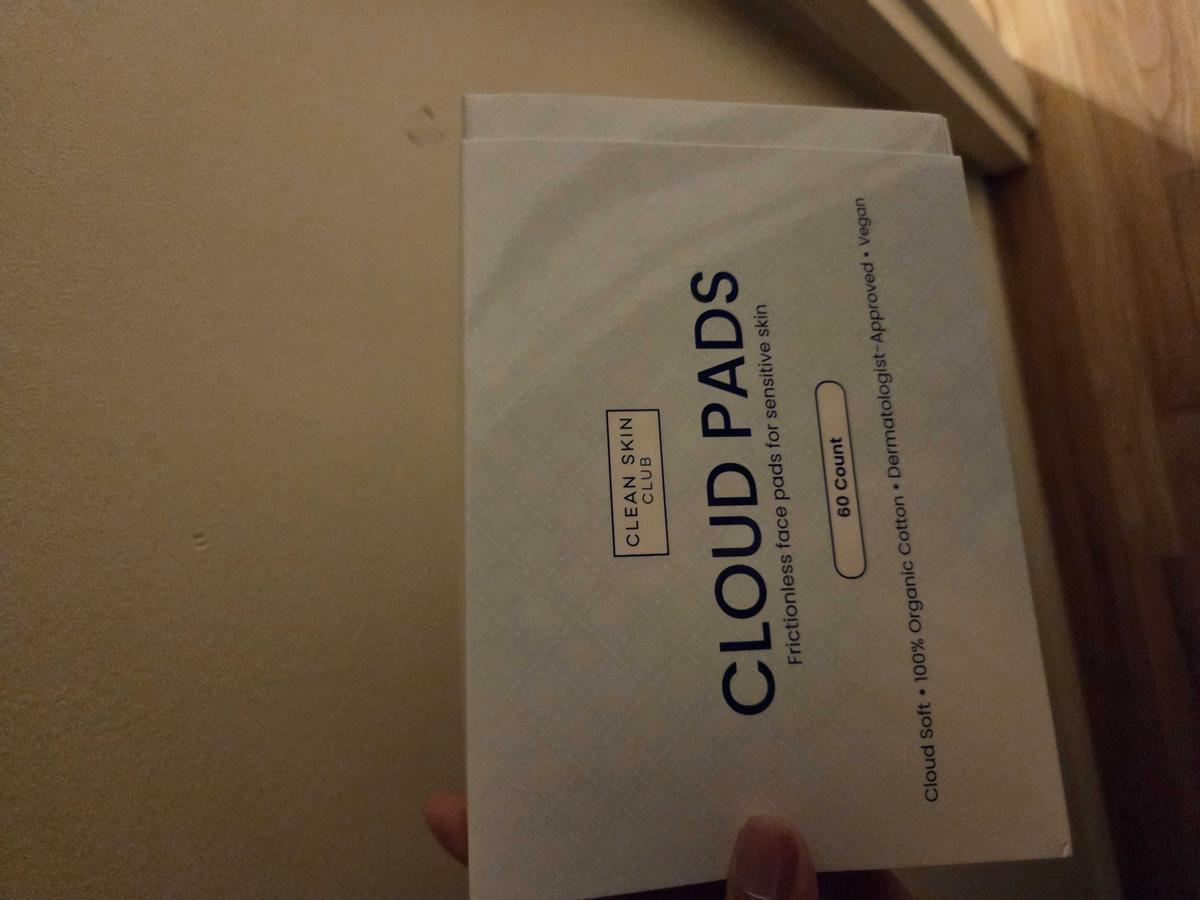 CLEAN SKIN
CLUB
CLOUD PADS
Frictionless face pads for sensitive skin
60 Count
Cloud Soft • 100% Organic Cotton • Dermatologist-Approved • Vegan